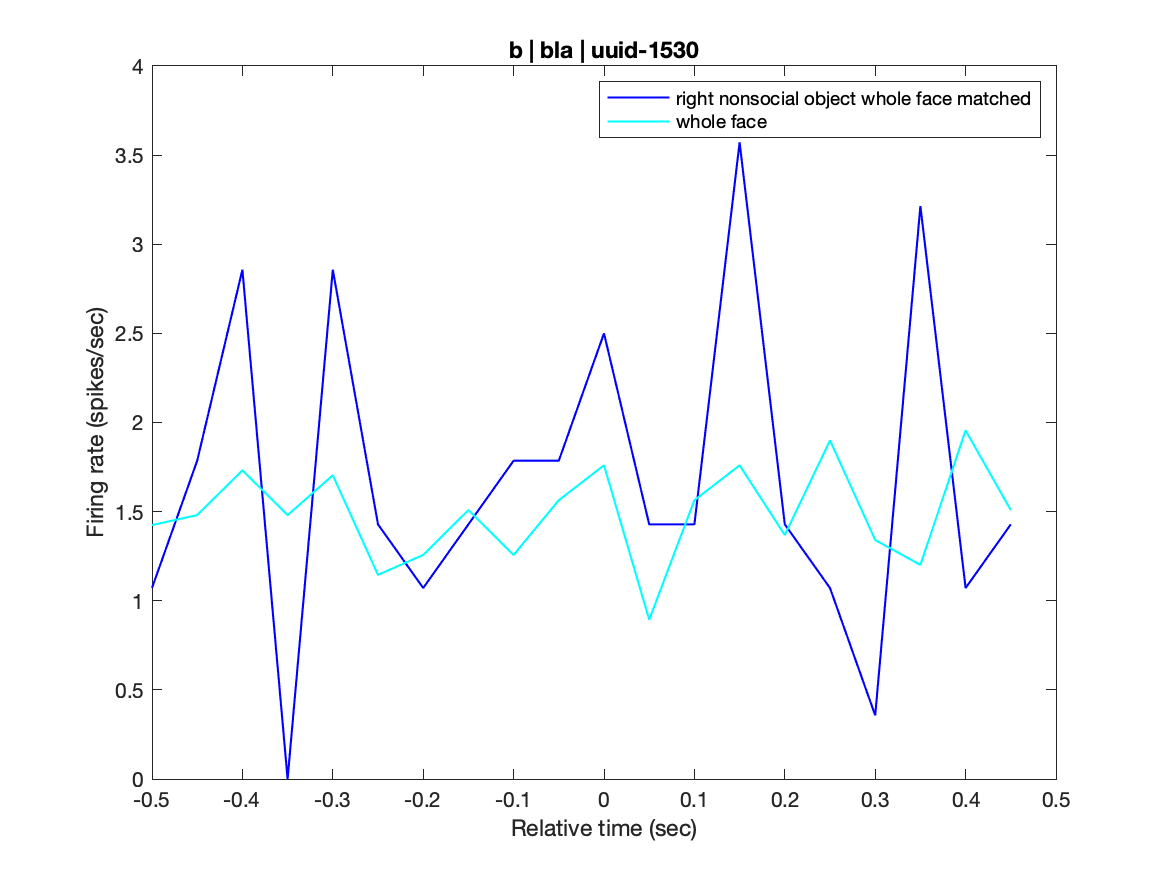 b | bla | uuid-1530
right nonsocial object whole face matched
whole face
4
3.5
3
2.5
2
1.5
1
0.5
0
Firing rate (spikes/sec)
-0.5 -0.4 -0.3 -0.2 -0.1 0 0.1 0.2 0.3 0.4 0.5
Relative time (sec)